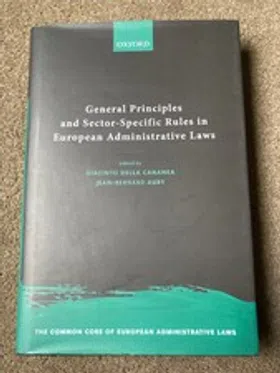 OXFORD
General Principles
and Sector-Specific Rules in
European Administrative Laws
edited by
GIACINTO DELLA CANANEA
JEAN-BERNARD AUBY
THE COMMON CORE OF EUROPEAN ADMINISTRATIVE LAWS